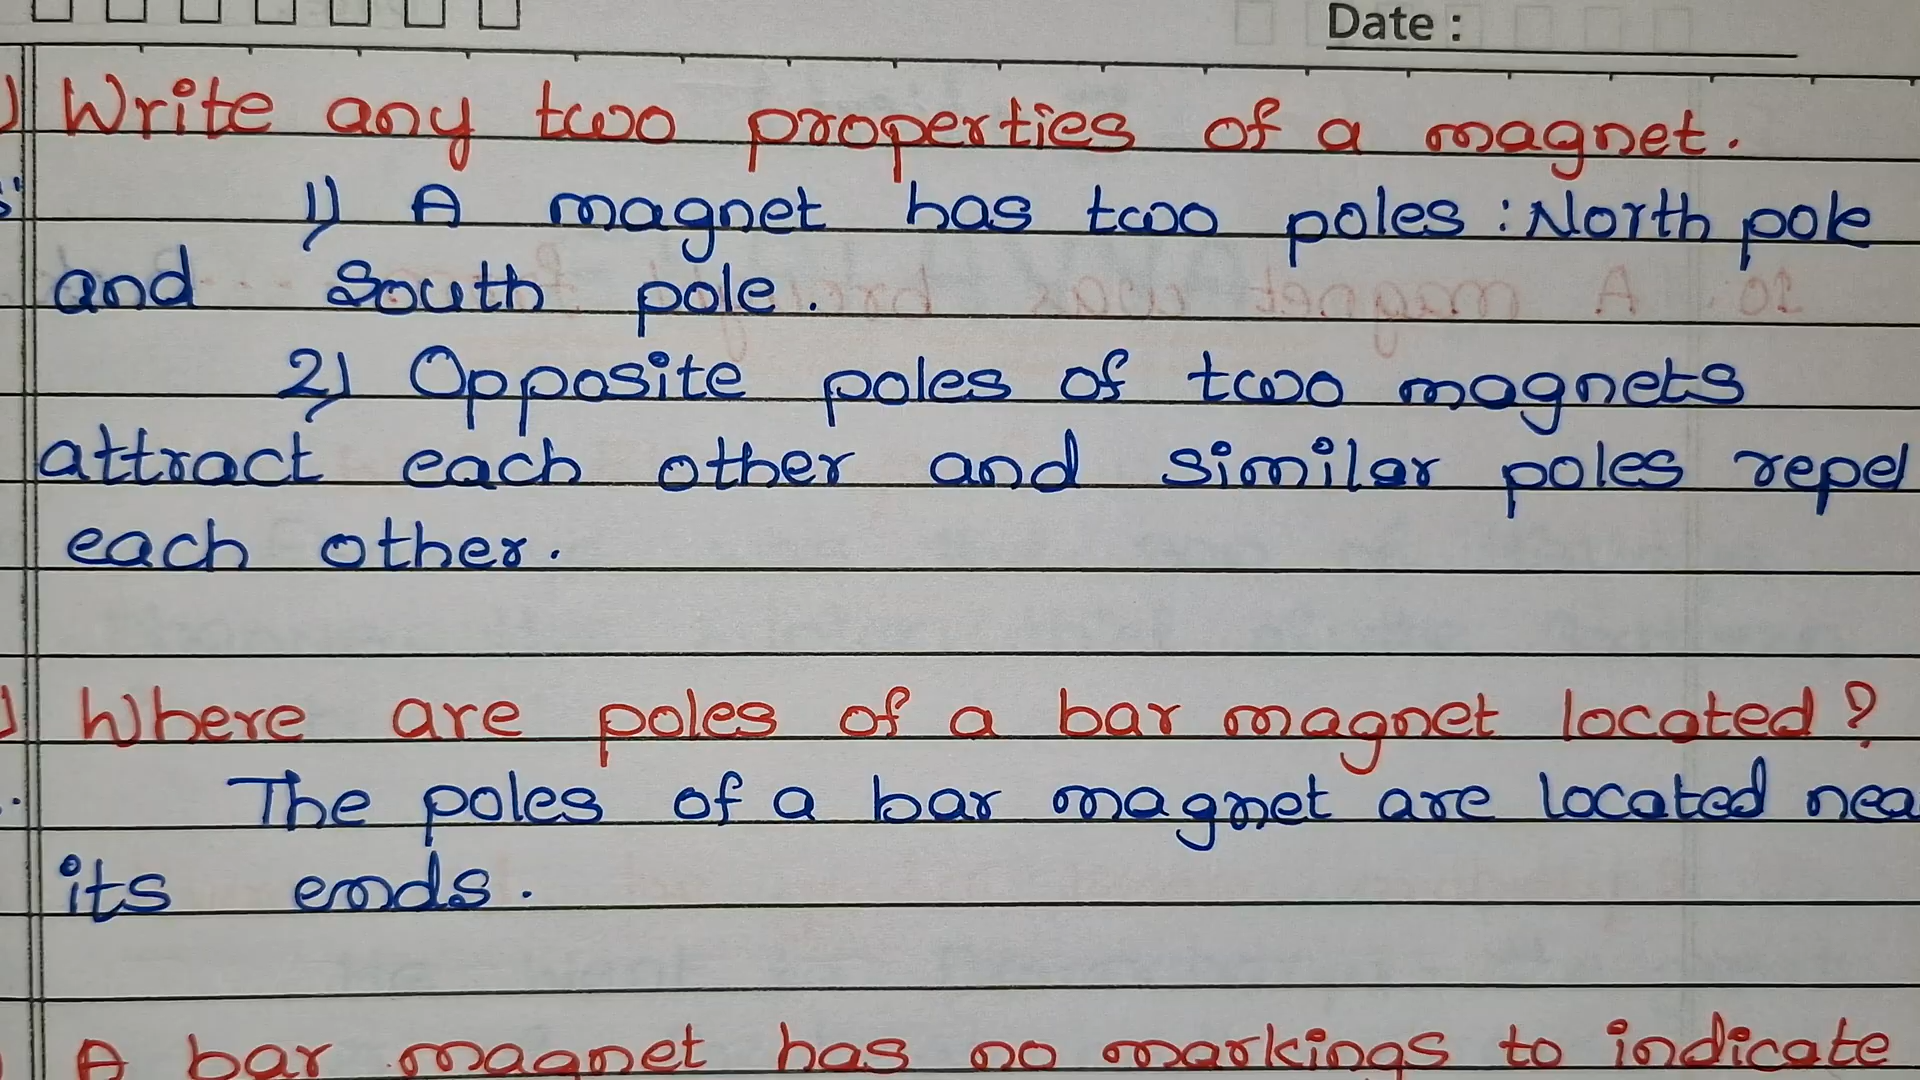 Date :
) Write any two properties of a magnet.
1) A magnet has two poles : North pole
and South pole.
2) Opposite poles of two magnets
attract each other and similar poles repel
each other.
) Where are poles of a bar magnet located ?
The poles of a bar magnet are located nea
its ends.
A bar magnet has no markings to indicate